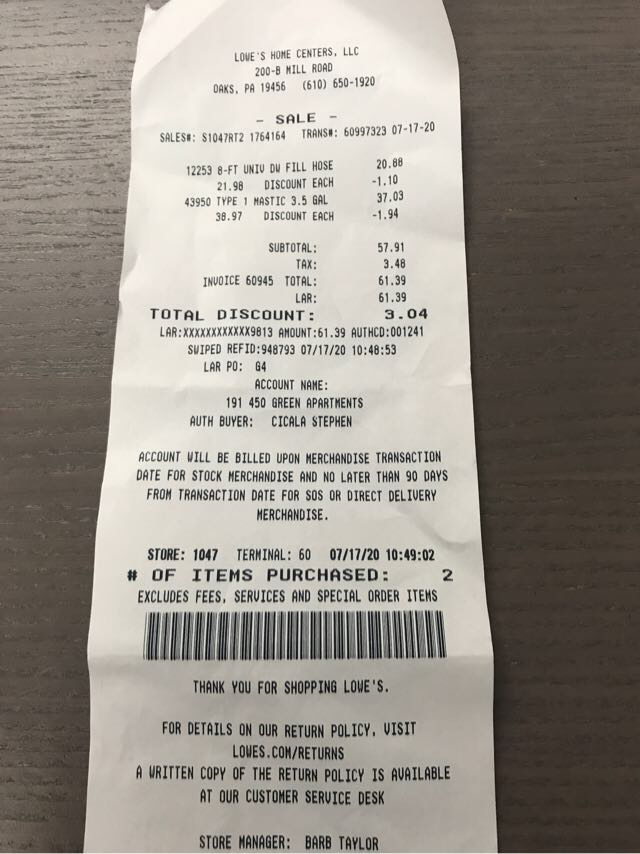 LOWE'S HOME CENTERS, LLC
200-B MILL ROAD
OAKS, PA 19456 (610) 650-1920
- SALE -
SALES#: S1047RT2 1764164 TRANS#: 60997323 07-17-20
12253 8-FT UNIV DW FILL HOSE 20.88
21.98 DISCOUNT EACH -1.10
43950 TYPE 1 MASTIC 3.5 GAL 37.03
38.97 DISCOUNT EACH -1.94
SUBTOTAL: 57.91
TAX: 3.48
INVOICE 60945 TOTAL: 61.39
LAR: 61.39
TOTAL DISCOUNT: 3.04
LAR:XXXXXXXXXXXX9813 AMOUNT:61.39 AUTHCD:001241
SWIPED REFID:948793 07/17/20 10:48:53
LAR PO: G4
ACCOUNT NAME:
191 450 GREEN APARTMENTS
AUTH BUYER: CICALA STEPHEN
ACCOUNT WILL BE BILLED UPON MERCHANDISE TRANSACTION
DATE FOR STOCK MERCHANDISE AND NO LATER THAN 90 DAYS
FROM TRANSACTION DATE FOR SOS OR DIRECT DELIVERY
MERCHANDISE.
STORE: 1047 TERMINAL: 60 07/17/20 10:49:02
# OF ITEMS PURCHASED: 2
EXCLUDES FEES, SERVICES AND SPECIAL ORDER ITEMS
THANK YOU FOR SHOPPING LOWE'S.
FOR DETAILS ON OUR RETURN POLICY, VISIT
LOWES.COM/RETURNS
A WRITTEN COPY OF THE RETURN POLICY IS AVAILABLE
AT OUR CUSTOMER SERVICE DESK
STORE MANAGER: BARB TAYLOR